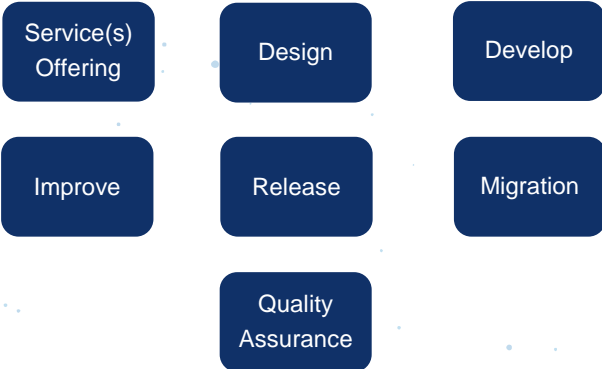 Service(s)
Offering
Design
Develop
Improve
Release
Migration
Quality
Assurance